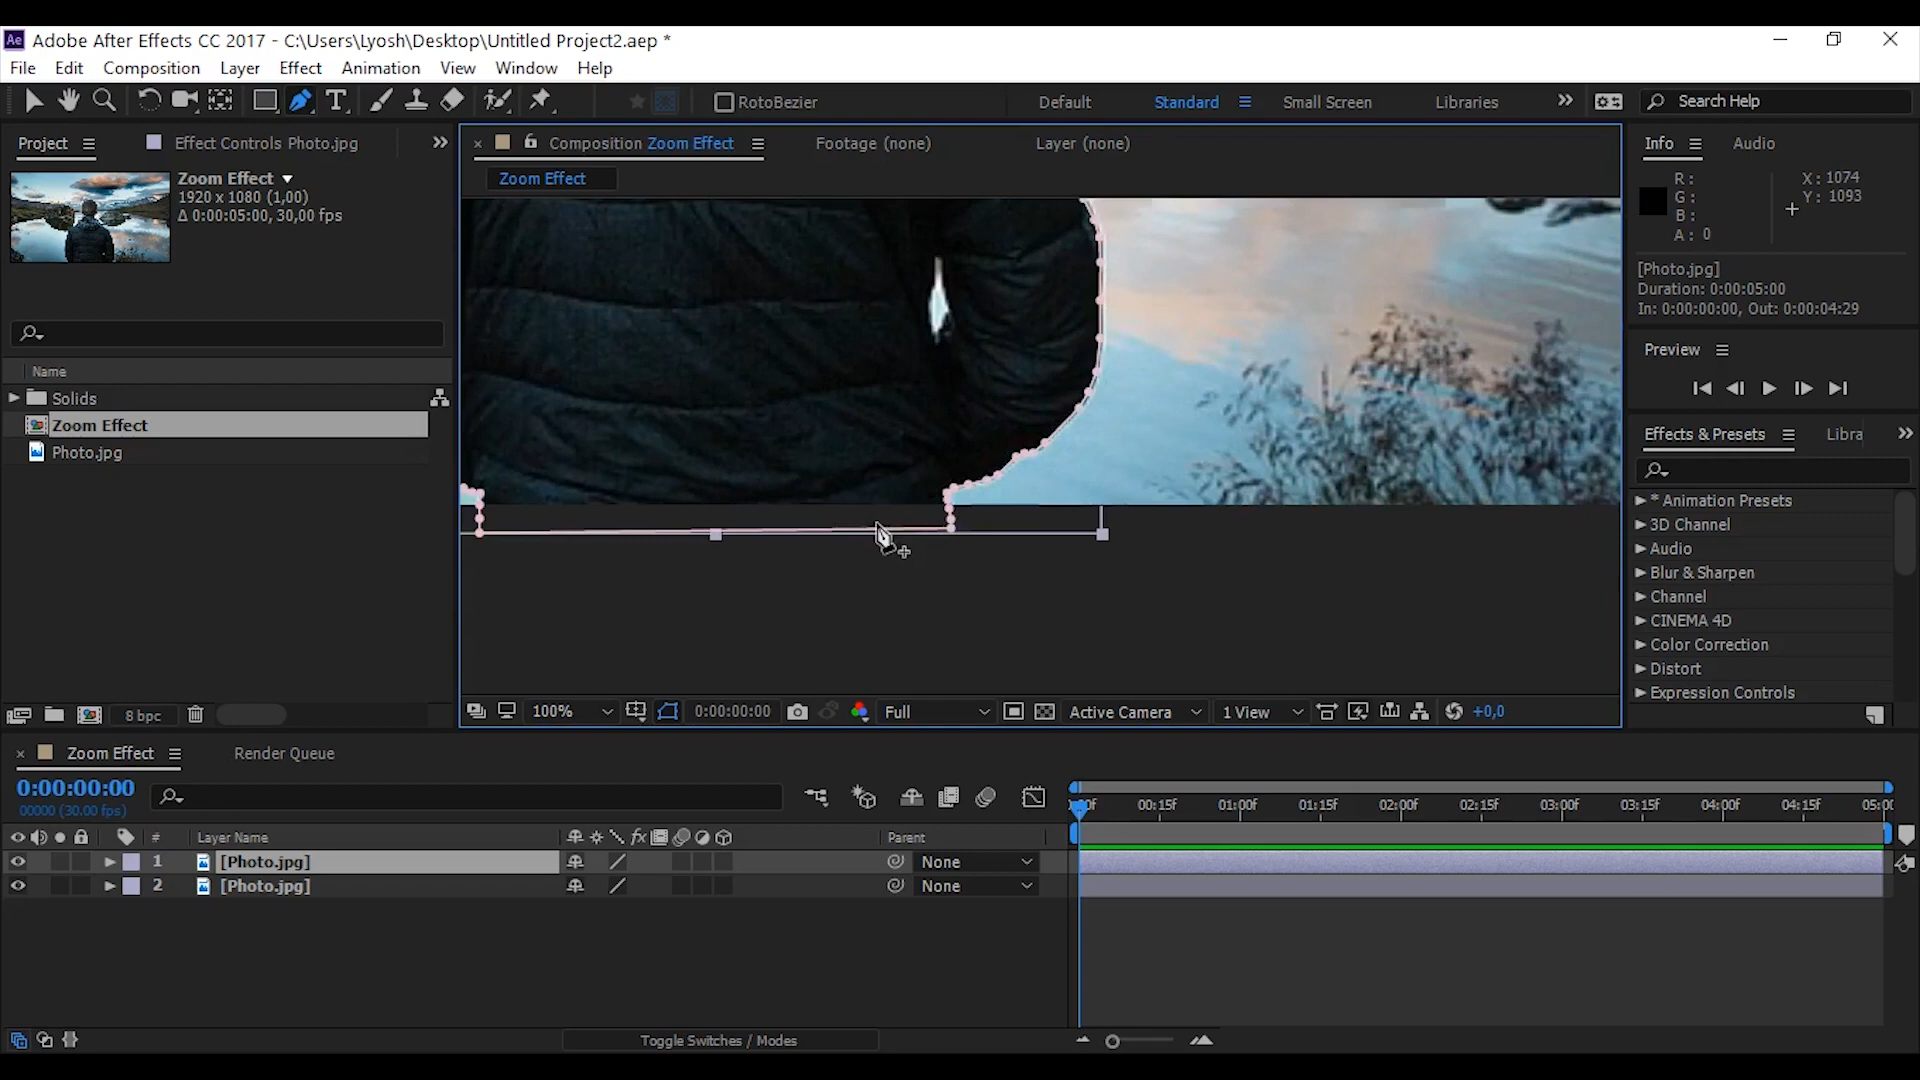 Ae Adobe After Effects CC 2017 - C:\Users\Lyosh\Desktop\Untitled Project2.aep *
File Edit Composition Layer Effect Animation View Window Help
RotoBezier Default Standard Small Screen Libraries Search Help
Project Effect Controls Photo.jpg
Zoom Effect
1920 x 1080 (1,00)
Δ 0:00:05:00, 30,00 fps
Name
Solids
Zoom Effect
Photo.jpg
8 bpc
Composition Zoom Effect Footage (none) Layer (none)
Zoom Effect
100% 0:00:00:00 Full Active Camera 1 View +0,0
Info Audio
R :
G :
B :
A : 0
X : 1074
Y : 1093
[Photo.jpg]
Duration: 0:00:05:00
In: 0:00:00:00, Out: 0:00:04:29
Preview
Effects & Presets Libra
* Animation Presets
3D Channel
Audio
Blur & Sharpen
Channel
CINEMA 4D
Color Correction
Distort
Expression Controls
Zoom Effect Render Queue
0:00:00:00
00000 (30.00 fps)
00:15f 01:00f 01:15f 02:00f 02:15f 03:00f 03:15f 04:00f 04:15f
# Layer Name fx Parent
1 [Photo.jpg] None
2 [Photo.jpg] None
Toggle Switches / Modes